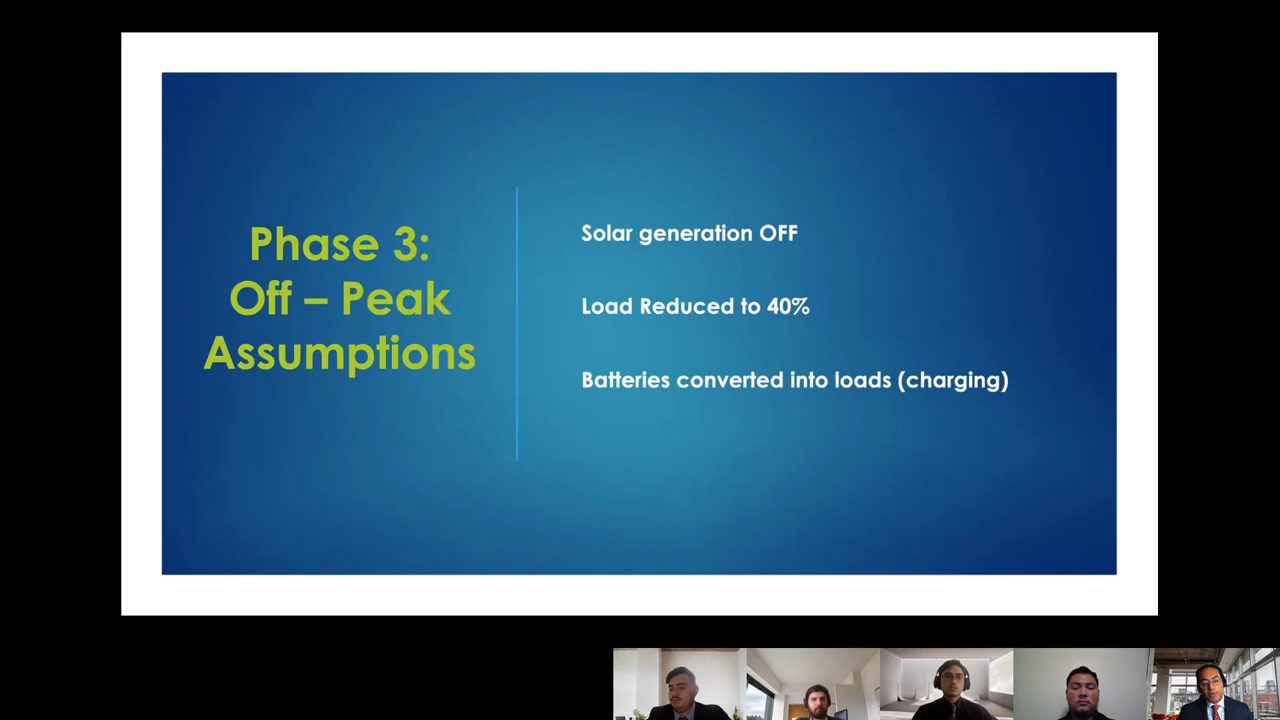 Phase 3:
Off – Peak
Assumptions
Solar generation OFF
Load Reduced to 40%
Batteries converted into loads (charging)